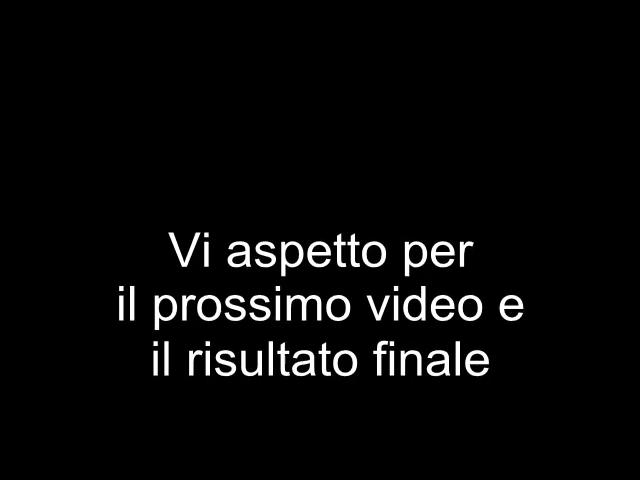 Vi aspetto per
il prossimo video e
il risultato finale